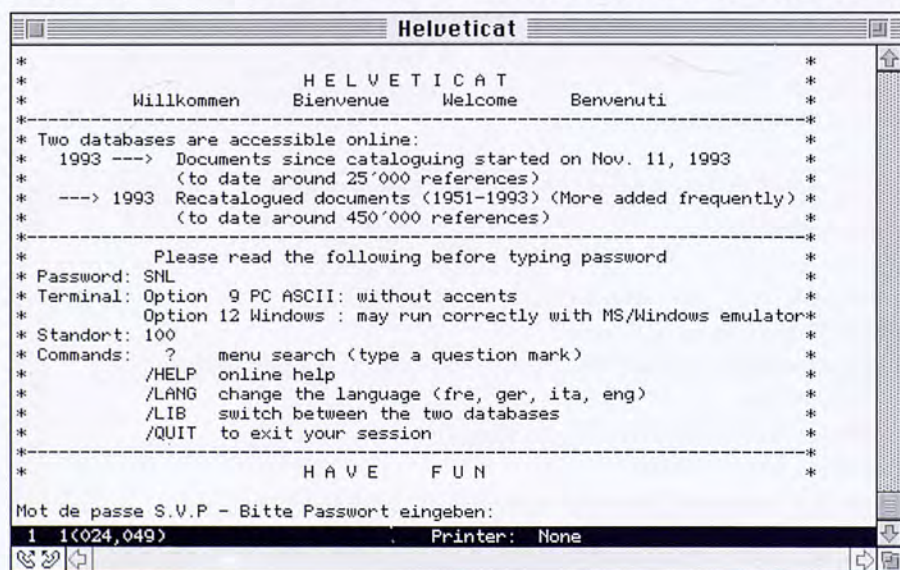 Helveticat
* *
* H E L V E T I C A T *
* Willkommen Bienvenue Welcome Benvenuti *
*------------------------------------------------------------------------------------*
* Two databases are accessible online: *
* 1993 ---> Documents since cataloguing started on Nov. 11, 1993 *
* (to date around 25´000 references) *
* ---> 1993 Recatalogued documents (1951-1993) (More added frequently) *
* (to date around 450´000 references) *
*------------------------------------------------------------------------------------*
* Please read the following before typing password *
* Password: SNL *
* Terminal: Option 9 PC ASCII: without accents *
* Option 12 Windows : may run correctly with MS/Windows emulator*
* Standort: 100 *
* Commands: ? menu search (type a question mark) *
* /HELP online help *
* /LANG change the language (fre, ger, ita, eng) *
* /LIB switch between the two databases *
* /QUIT to exit your session *
*------------------------------------------------------------------------------------*
* H A V E F U N *
Mot de passe S.V.P - Bitte Passwort eingeben:
1 1(024,049) Printer: None